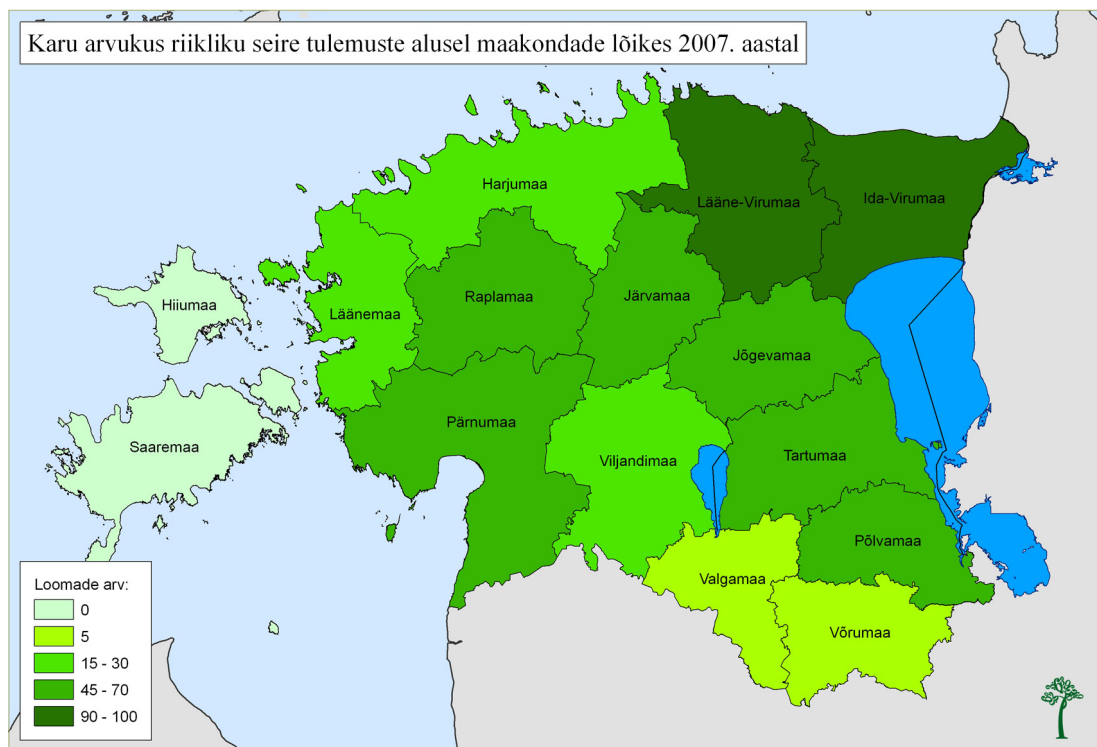 Karu arvukus riikliku seire tulemuste alusel maakondade lõikes 2007. aastal
Harjumaa
Lääne-Virumaa
Ida-Virumaa
Hiiumaa
Läänemaa
Raplamaa
Järvamaa
Jõgevamaa
Saaremaa
Pärnumaa
Viljandimaa
Tartumaa
Põlvamaa
Valgamaa
Võrumaa
Loomade arv:
0
5
15 - 30
45 - 70
90 - 100